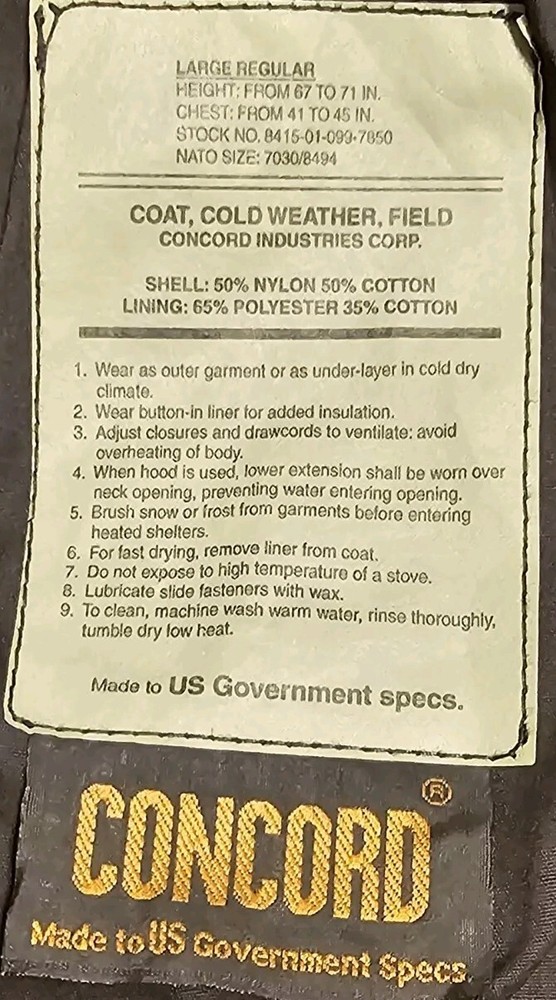 LARGE REGULAR
HEIGHT: FROM 67 TO 71 IN.
CHEST: FROM 41 TO 45 IN.
STOCK NO. 8415-01-099-7850
NATO SIZE: 7030/8494
COAT, COLD WEATHER, FIELD
CONCORD INDUSTRIES CORP.
SHELL: 50% NYLON 50% COTTON
LINING: 65% POLYESTER 35% COTTON
1. Wear as outer garment or as under-layer in cold dry
climate.
2. Wear button-in liner for added insulation.
3. Adjust closures and drawcords to ventilate: avoid
overheating of body.
4. When hood is used, lower extension shall be worn over
neck opening, preventing water entering opening.
5. Brush snow or frost from garments before entering
heated shelters.
6. For fast drying, remove liner from coat.
7. Do not expose to high temperature of a stove.
8. Lubricate slide fasteners with wax.
9. To clean, machine wash warm water, rinse thoroughly,
tumble dry low heat.
Made to US Government specs.
CONCORD®
Made to US Government Specs.